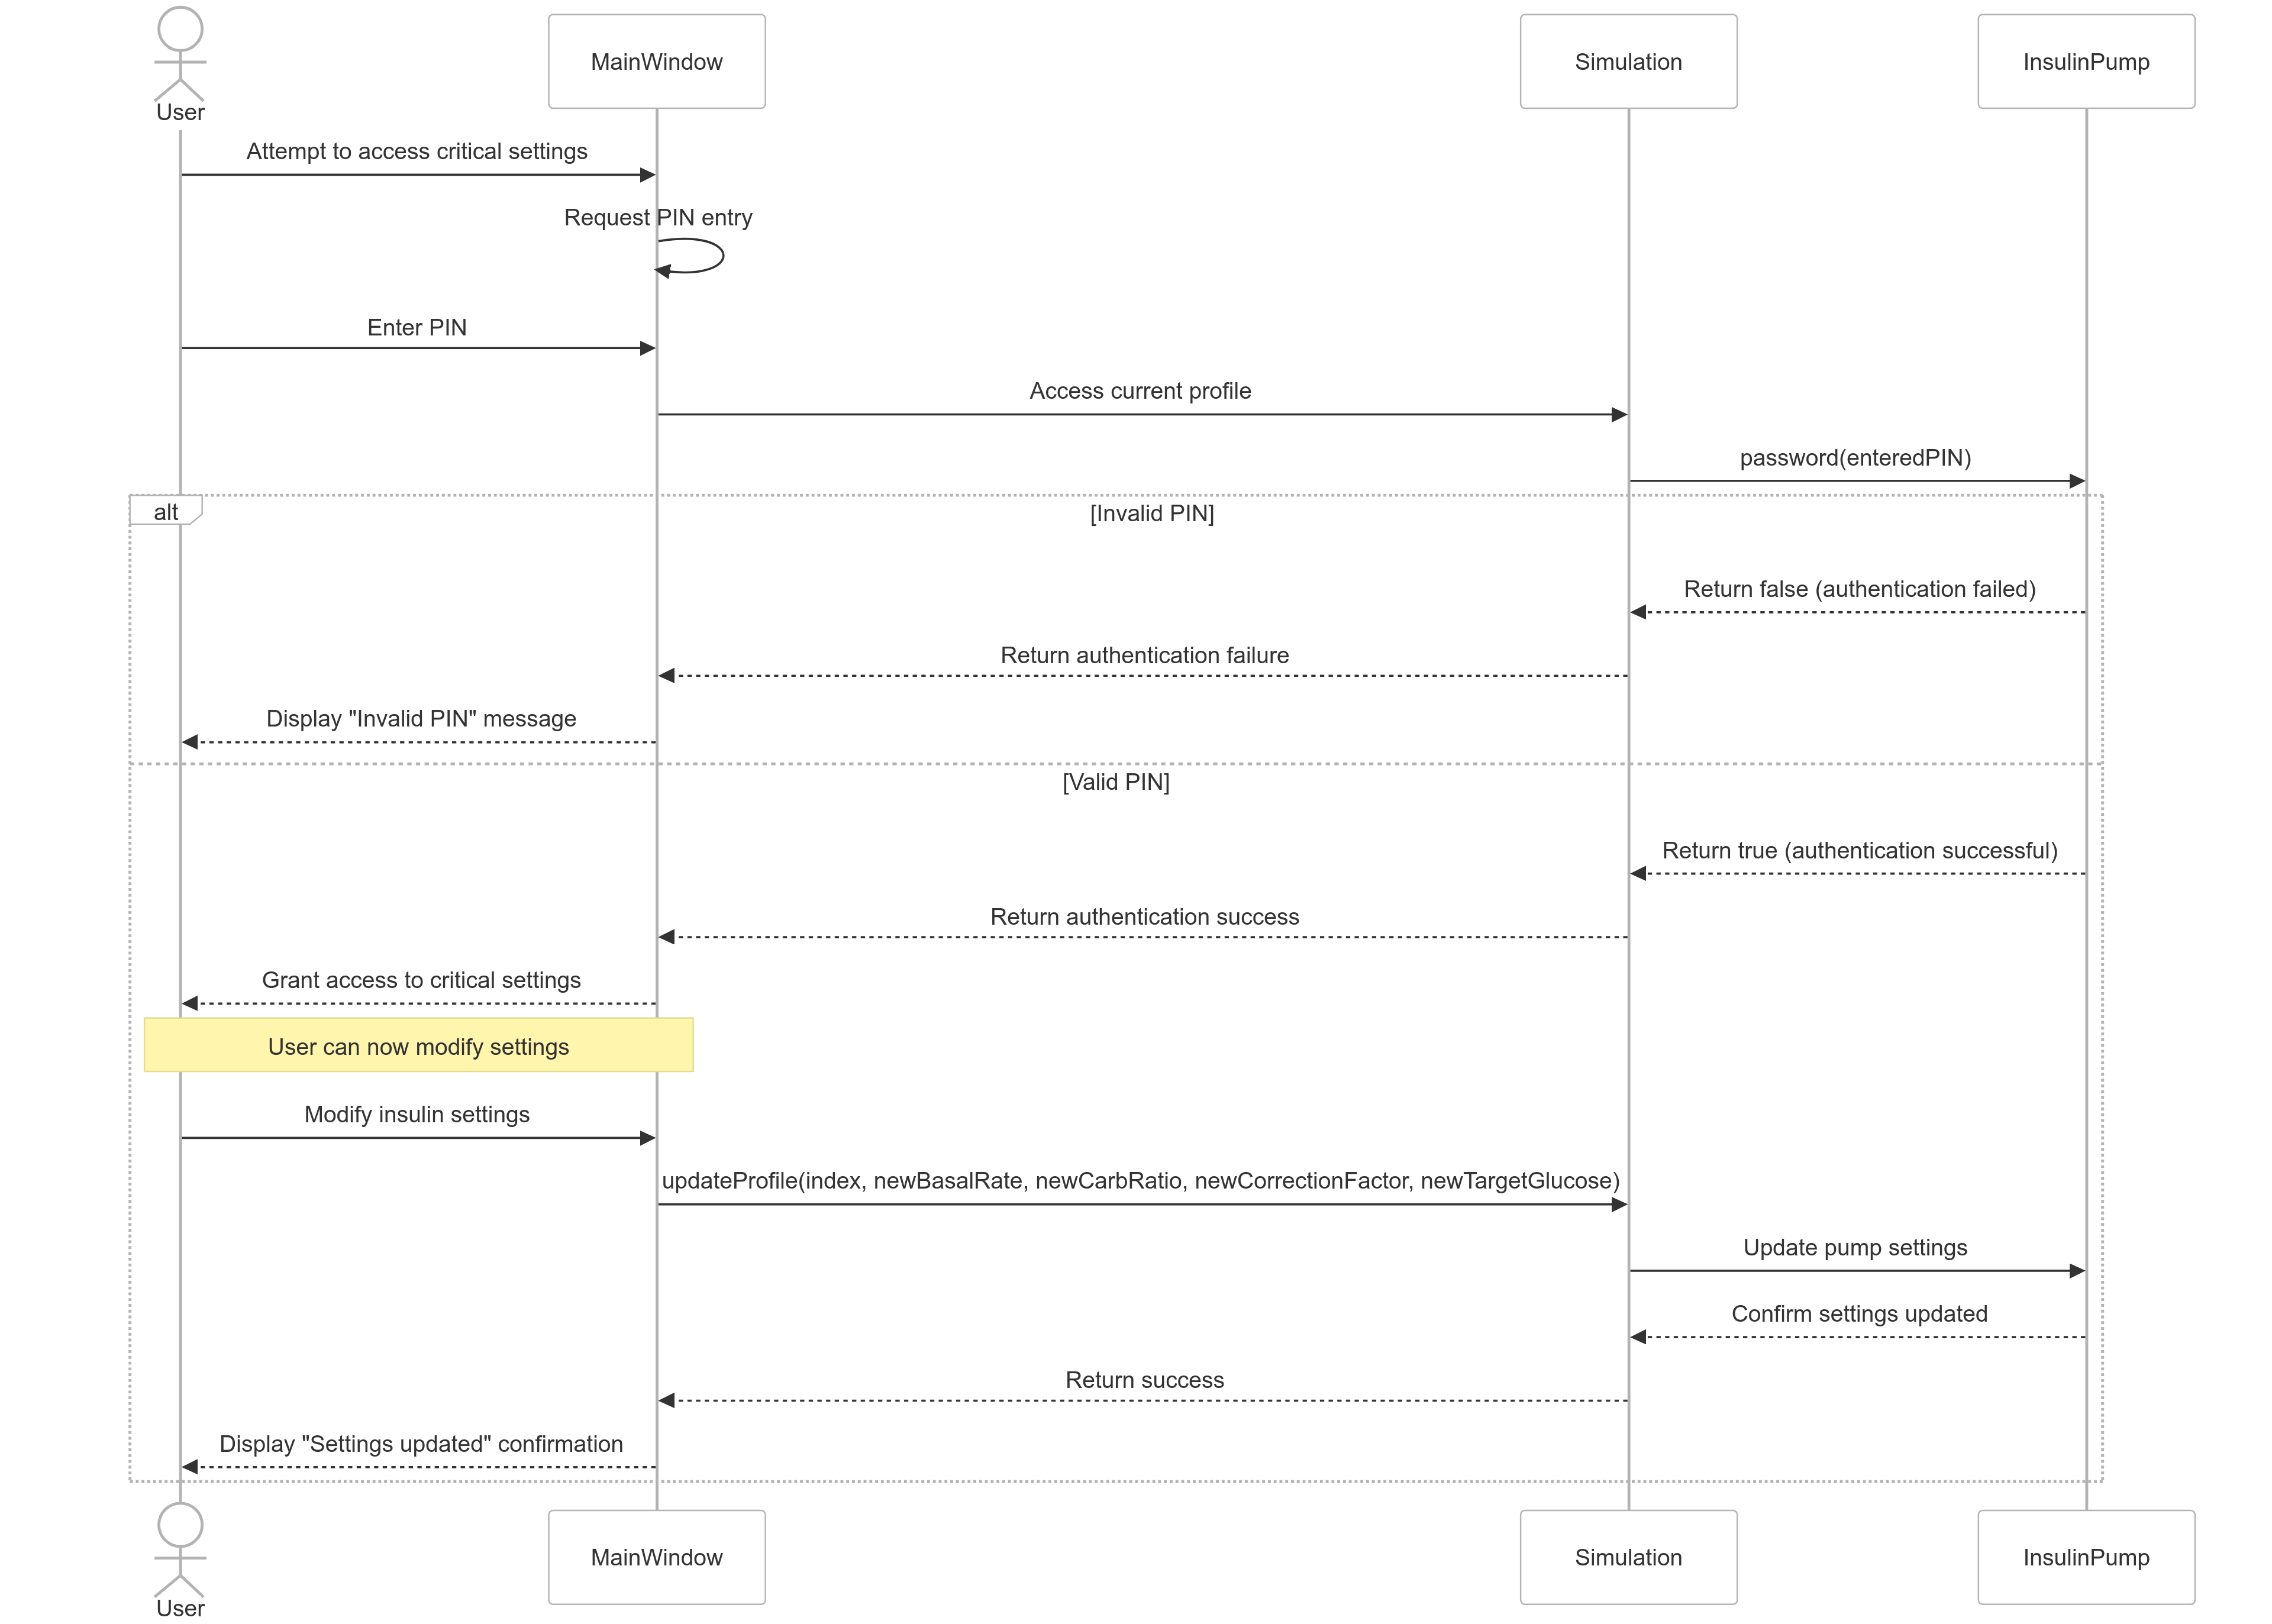 User
MainWindow
Simulation
InsulinPump
Attempt to access critical settings
Request PIN entry
Enter PIN
Access current profile
password(enteredPIN)
alt
[Invalid PIN]
Return false (authentication failed)
Return authentication failure
Display "Invalid PIN" message
[Valid PIN]
Return true (authentication successful)
Return authentication success
Grant access to critical settings
User can now modify settings
Modify insulin settings
updateProfile(index, newBasalRate, newCarbRatio, newCorrectionFactor, newTargetGlucose)
Update pump settings
Confirm settings updated
Return success
Display "Settings updated" confirmation
User
MainWindow
Simulation
InsulinPump